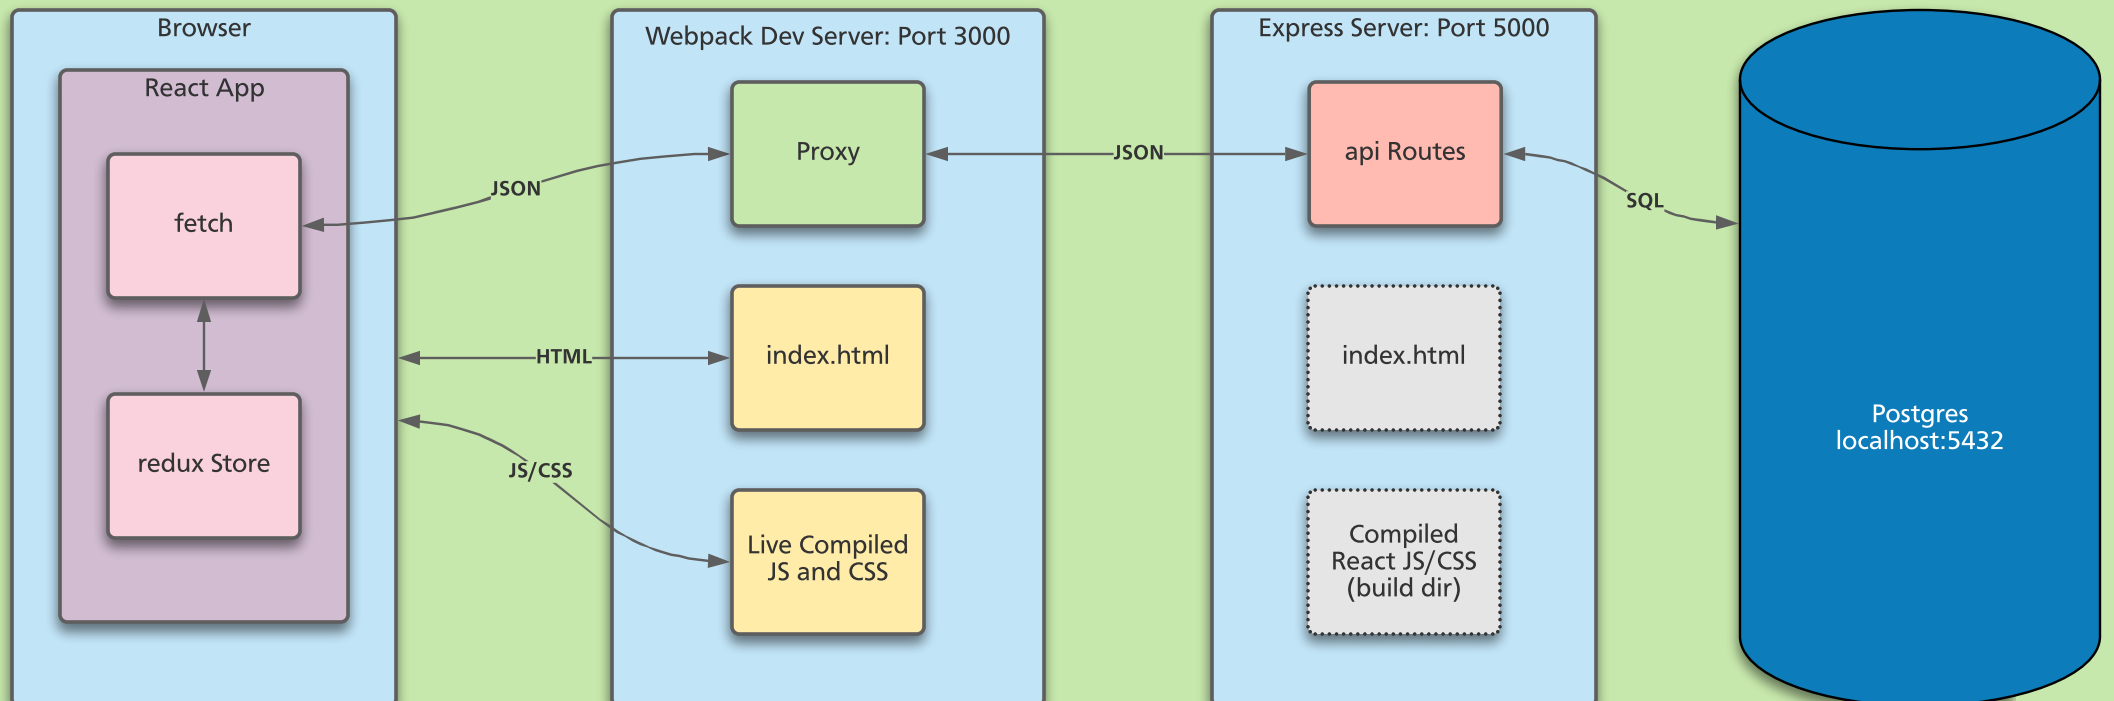 Browser
React App
fetch
redux Store
JSON
HTML
JS/CSS
Webpack Dev Server: Port 3000
Proxy
index.html
Live Compiled
JS and CSS
JSON
Express Server: Port 5000
api Routes
index.html
Compiled
React JS/CSS
(build dir)
SQL
Postgres
localhost:5432